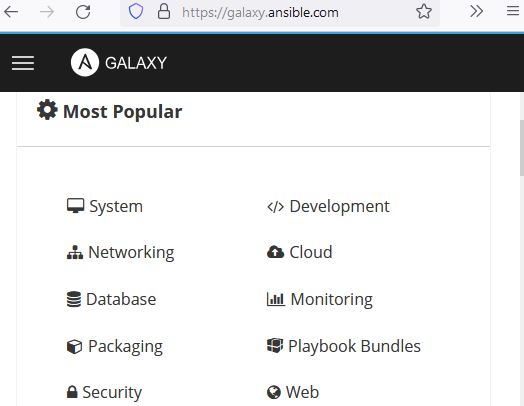 https://galaxy.ansible.com
GALAXY
Most Popular
System
Development
Networking
Cloud
Database
Monitoring
Packaging
Playbook Bundles
Security
Web